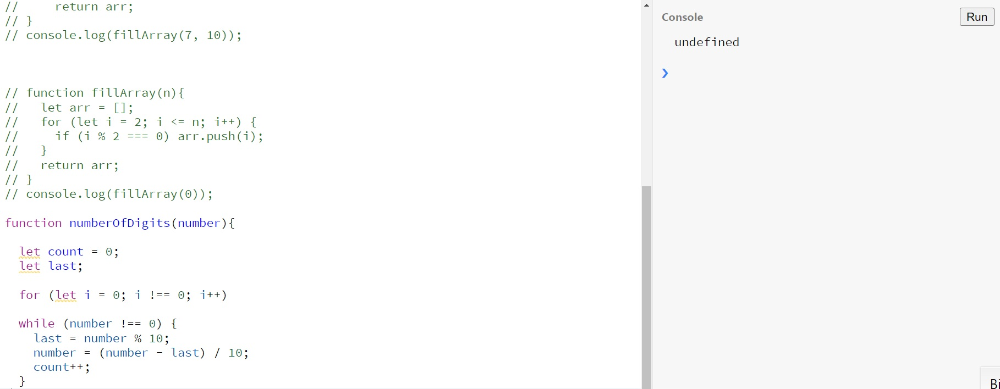 //     return arr;
// }
// console.log(fillArray(7, 10));
// function fillArray(n){
//   let arr = [];
//   for (let i = 2; i <= n; i++) {
//     if (i % 2 === 0) arr.push(i);
//   }
//   return arr;
// }
// console.log(fillArray(0));
function numberOfDigits(number){
  let count = 0;
  let last;
  for (let i = 0; i !== 0; i++)
  while (number !== 0) {
    last = number % 10;
    number = (number - last) / 10;
    count++;
  }
Console
Run
undefined
❯